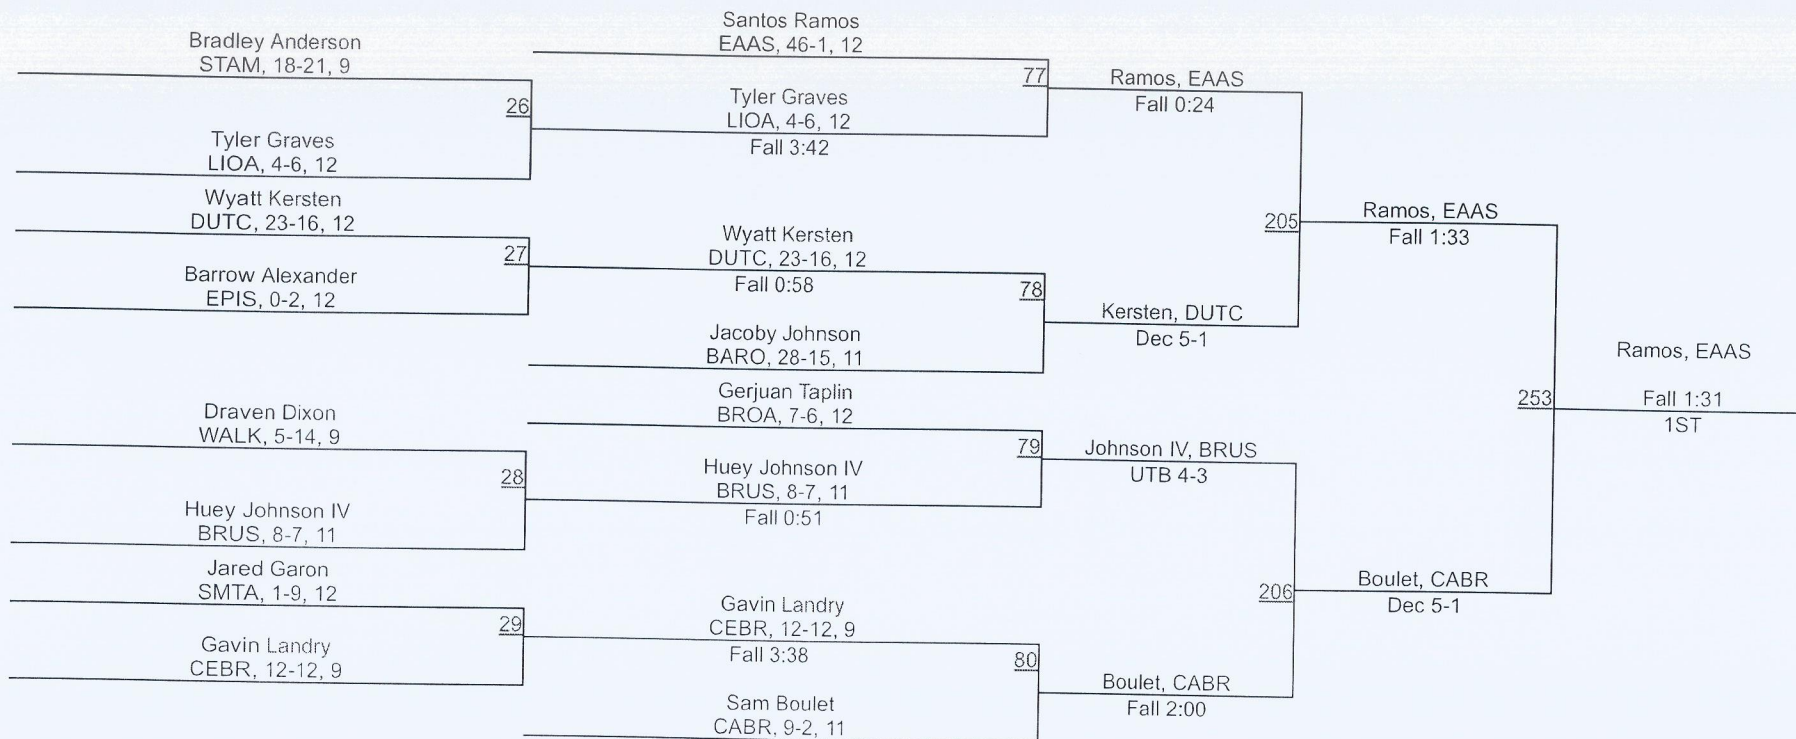 Santos Ramos
EAAS, 46-1, 12
Bradley Anderson
STAM, 18-21, 9
77
Ramos, EAAS
Fall 0:24
26
Tyler Graves
LIOA, 4-6, 12
Fall 3:42
Tyler Graves
LIOA, 4-6, 12
Wyatt Kersten
DUTC, 23-16, 12
205
Ramos, EAAS
Fall 1:33
27
Wyatt Kersten
DUTC, 23-16, 12
Fall 0:58
Barrow Alexander
EPIS, 0-2, 12
78
Kersten, DUTC
Dec 5-1
Jacoby Johnson
BARO, 28-15, 11
Ramos, EAAS
253
Fall 1:31
1ST
Gerjuan Taplin
BROA, 7-6, 12
Draven Dixon
WALK, 5-14, 9
79
Johnson IV, BRUS
UTB 4-3
28
Huey Johnson IV
BRUS, 8-7, 11
Fall 0:51
Huey Johnson IV
BRUS, 8-7, 11
Jared Garon
SMTA, 1-9, 12
206
Boulet, CABR
Dec 5-1
29
Gavin Landry
CEBR, 12-12, 9
Fall 3:38
Gavin Landry
CEBR, 12-12, 9
80
Boulet, CABR
Fall 2:00
Sam Boulet
CABR, 9-2, 11